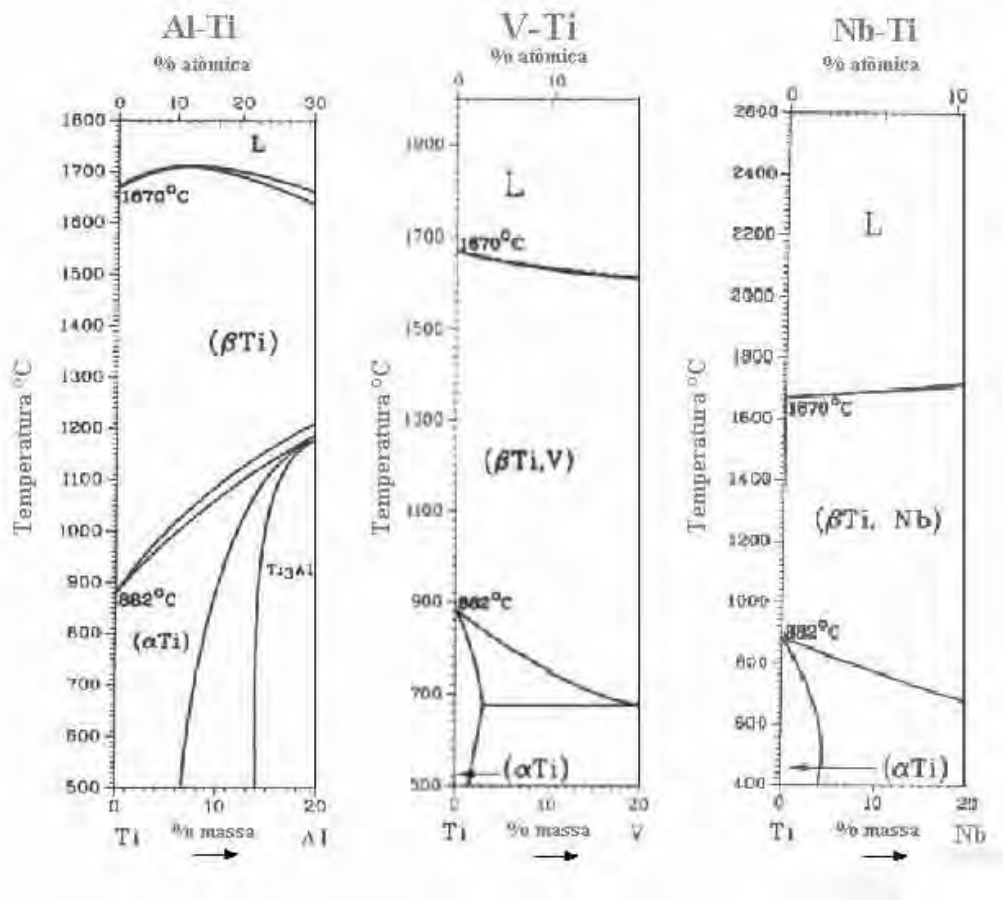 Al-Ti
% atômica
0 10 20 30
1800
1700
1600
1500
1400
1300
1200
1100
1000
900
800
700
600
500
L
1670°C
(βTi)
Ti3Al
882°C
(αTi)
Temperatura °C
0 10 20
Ti % massa Al
V-Ti
% atômica
0 10
1900
1700
1500
1300
1100
900
700
500
L
1670°C
(βTi,V)
882°C
(αTi)
Temperatura °C
0 10 20
Ti % massa V
Nb-Ti
% atômica
0 10
2600
2400
2200
2000
1800
1600
1400
1200
1000
800
600
400
L
1670°C
(βTi, Nb)
882°C
(αTi)
Temperatura °C
0 10 20
Ti % massa Nb